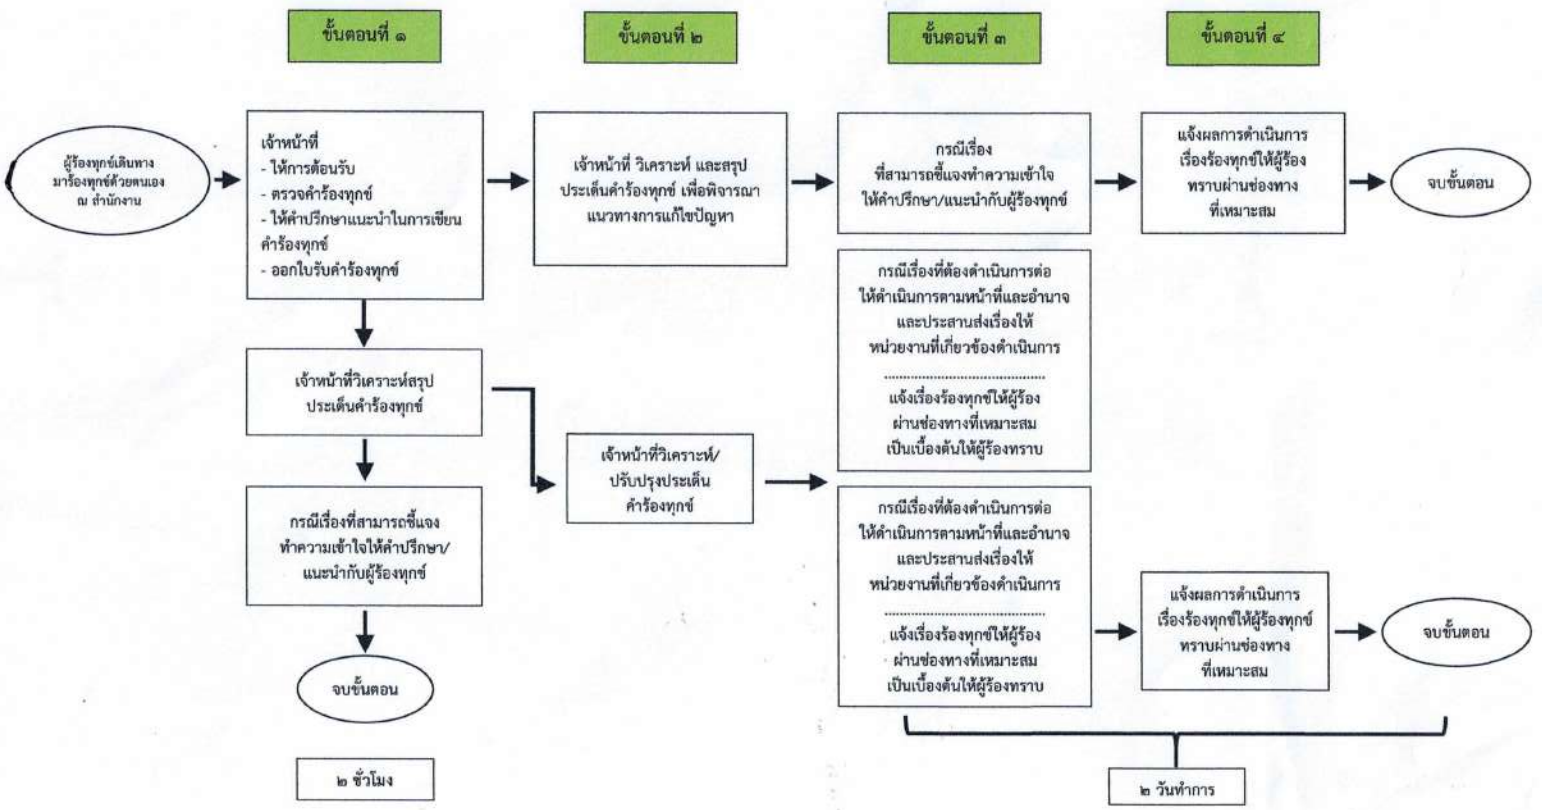 ขั้นตอนที่ ๑
ขั้นตอนที่ ๒
ขั้นตอนที่ ๓
ขั้นตอนที่ ๔
ผู้ร้องทุกข์เดินทาง
มาร้องทุกข์ด้วยตนเอง
ณ สำนักงาน
เจ้าหน้าที่
- ให้การต้อนรับ
- ตรวจคำร้องทุกข์
- ให้คำปรึกษาแนะนำในการเขียน
คำร้องทุกข์
- ออกใบรับคำร้องทุกข์
เจ้าหน้าที่ วิเคราะห์ และสรุป
ประเด็นคำร้องทุกข์ เพื่อพิจารณา
แนวทางการแก้ไขปัญหา
กรณีเรื่อง
ที่สามารถชี้แจงทำความเข้าใจ
ให้คำปรึกษา/แนะนำกับผู้ร้องทุกข์
แจ้งผลการดำเนินการ
เรื่องร้องทุกข์ให้ผู้ร้อง
ทราบผ่านช่องทาง
ที่เหมาะสม
จบขั้นตอน
กรณีเรื่องที่ต้องดำเนินการต่อ
ให้ดำเนินการตามหน้าที่และอำนาจ
และประสานส่งเรื่องให้
หน่วยงานที่เกี่ยวข้องดำเนินการ
........................................
แจ้งเรื่องร้องทุกข์ให้ผู้ร้อง
ผ่านช่องทางที่เหมาะสม
เป็นเบื้องต้นให้ผู้ร้องทราบ
เจ้าหน้าที่วิเคราะห์สรุป
ประเด็นคำร้องทุกข์
เจ้าหน้าที่วิเคราะห์/
ปรับปรุงประเด็น
คำร้องทุกข์
กรณีเรื่องที่สามารถชี้แจง
ทำความเข้าใจให้คำปรึกษา/
แนะนำกับผู้ร้องทุกข์
กรณีเรื่องที่ต้องดำเนินการต่อ
ให้ดำเนินการตามหน้าที่และอำนาจ
และประสานส่งเรื่องให้
หน่วยงานที่เกี่ยวข้องดำเนินการ
........................................
แจ้งเรื่องร้องทุกข์ให้ผู้ร้อง
ผ่านช่องทางที่เหมาะสม
เป็นเบื้องต้นให้ผู้ร้องทราบ
แจ้งผลการดำเนินการ
เรื่องร้องทุกข์ให้ผู้ร้องทุกข์
ทราบผ่านช่องทาง
ที่เหมาะสม
จบขั้นตอน
จบขั้นตอน
๒ ชั่วโมง
๒ วันทำการ